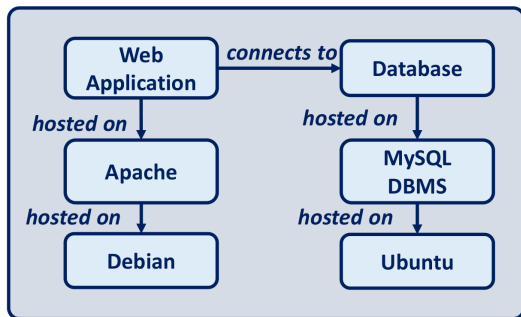 Web
Application
connects to
Database
hosted on
hosted on
Apache
MySQL
DBMS
hosted on
hosted on
Debian
Ubuntu